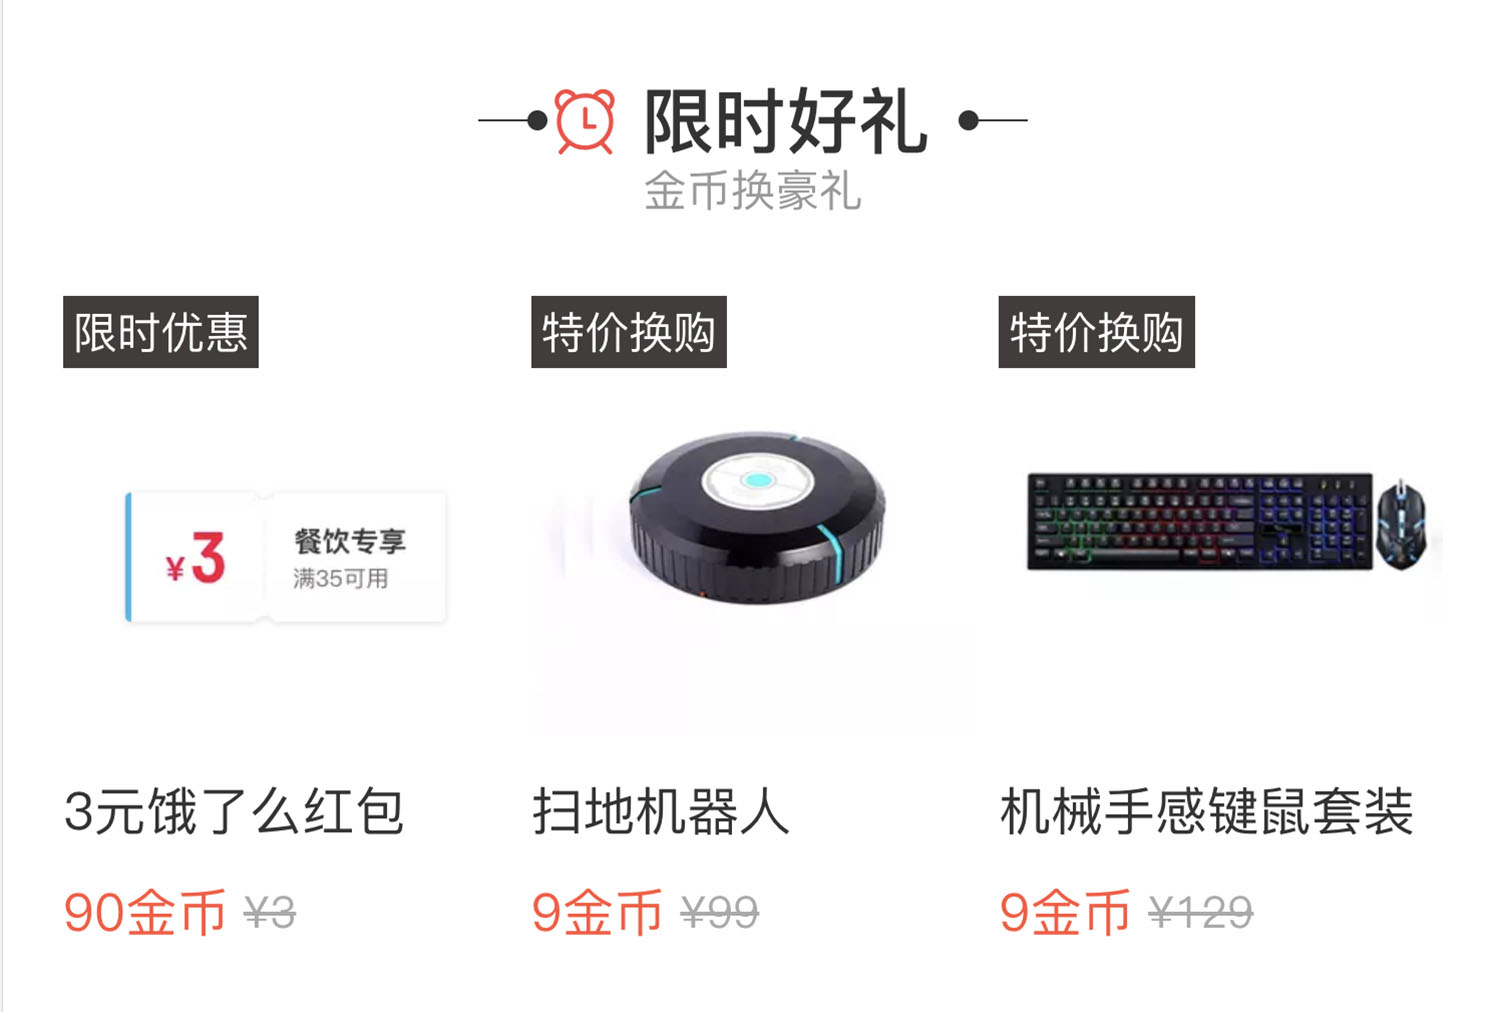 限时好礼
金币换豪礼
限时优惠
特价换购
特价换购
¥3
餐饮专享
满35可用
3元饿了么红包
扫地机器人
机械手感键鼠套装
90金币 ¥3
9金币 ¥99
9金币 ¥129